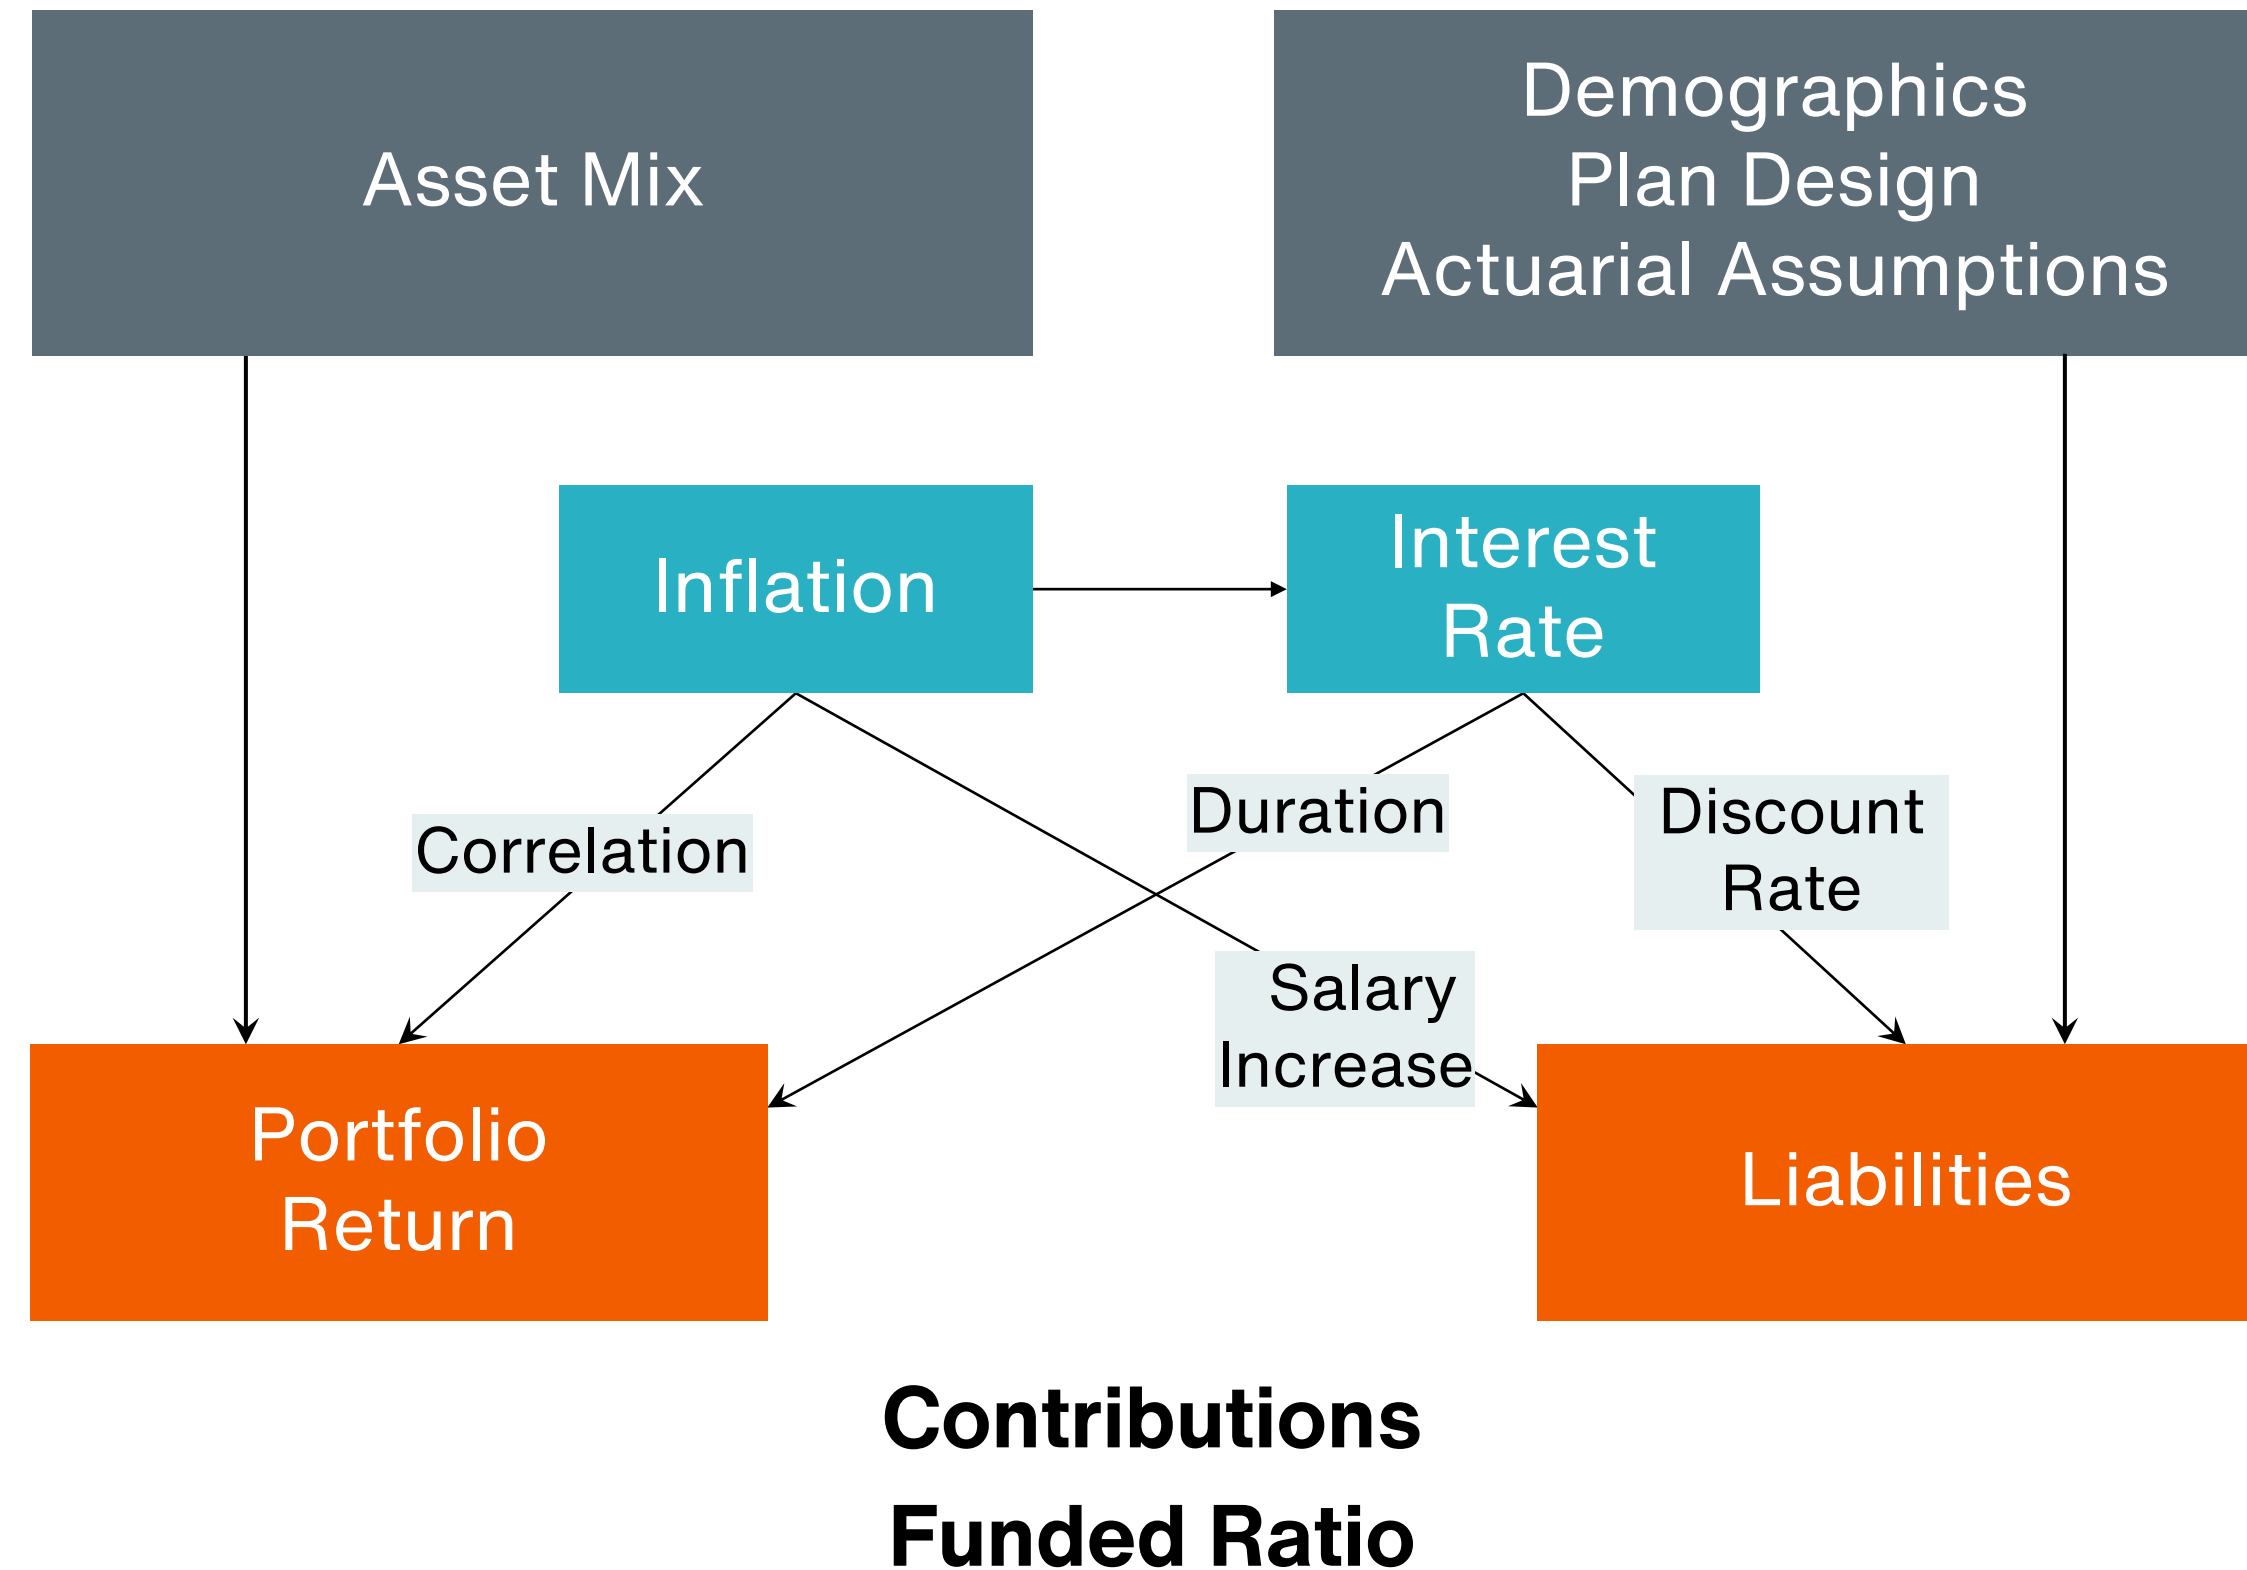 Asset Mix
Demographics
Plan Design
Actuarial Assumptions
Inflation
Interest
Rate
Correlation
Duration
Discount
Rate
Salary
Increase
Portfolio
Return
Liabilities
Contributions
Funded Ratio